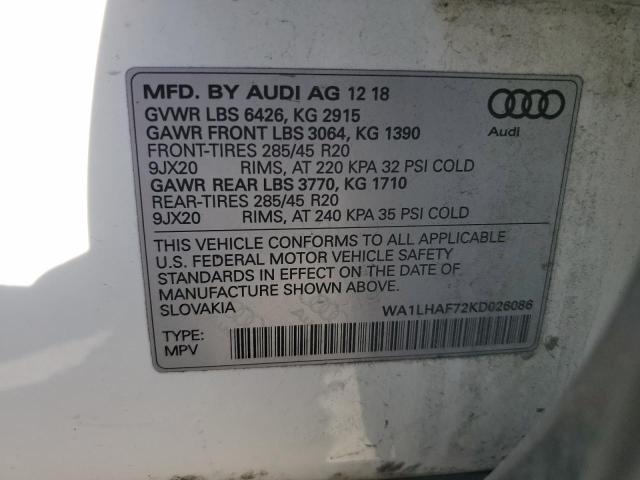 MFD. BY AUDI AG 12 18
GVWR LBS 6426, KG 2915
GAWR FRONT LBS 3064, KG 1390
FRONT-TIRES 285/45 R20
9JX20 RIMS, AT 220 KPA 32 PSI COLD
GAWR REAR LBS 3770, KG 1710
REAR-TIRES 285/45 R20
9JX20 RIMS, AT 240 KPA 35 PSI COLD
Audi
THIS VEHICLE CONFORMS TO ALL APPLICABLE
U.S. FEDERAL MOTOR VEHICLE SAFETY
STANDARDS IN EFFECT ON THE DATE OF
MANUFACTURE SHOWN ABOVE.
SLOVAKIA
WA1LHAF72KD026086
TYPE:
MPV